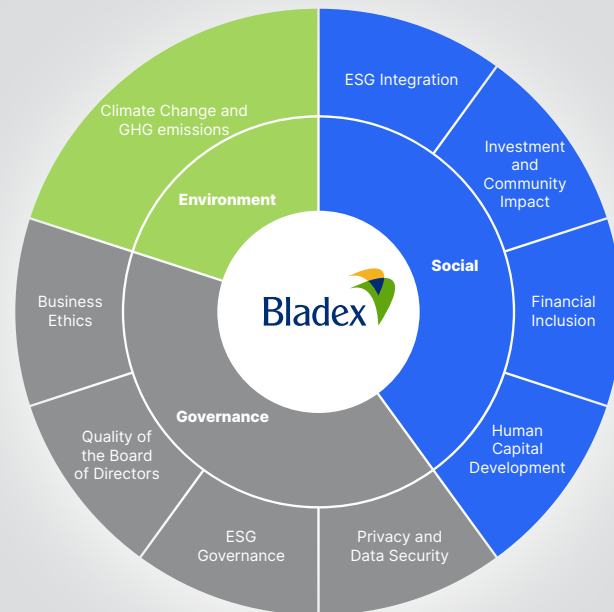 ESG Integration
Climate Change and
GHG emissions
Investment
and
Community
Impact
Environment
Social
Business
Ethics
Bladex
Financial
Inclusion
Governance
Quality of
the Board
of Directors
Human
Capital
Development
ESG
Governance
Privacy and
Data Security